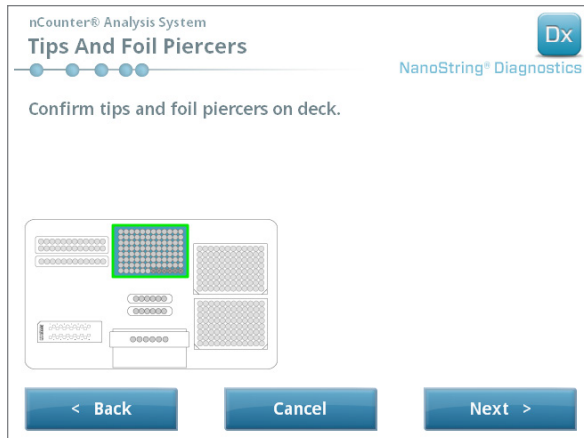 nCounter® Analysis System
Tips And Foil Piercers
Dx
NanoString® Diagnostics
Confirm tips and foil piercers on deck.
< Back
Cancel
Next >